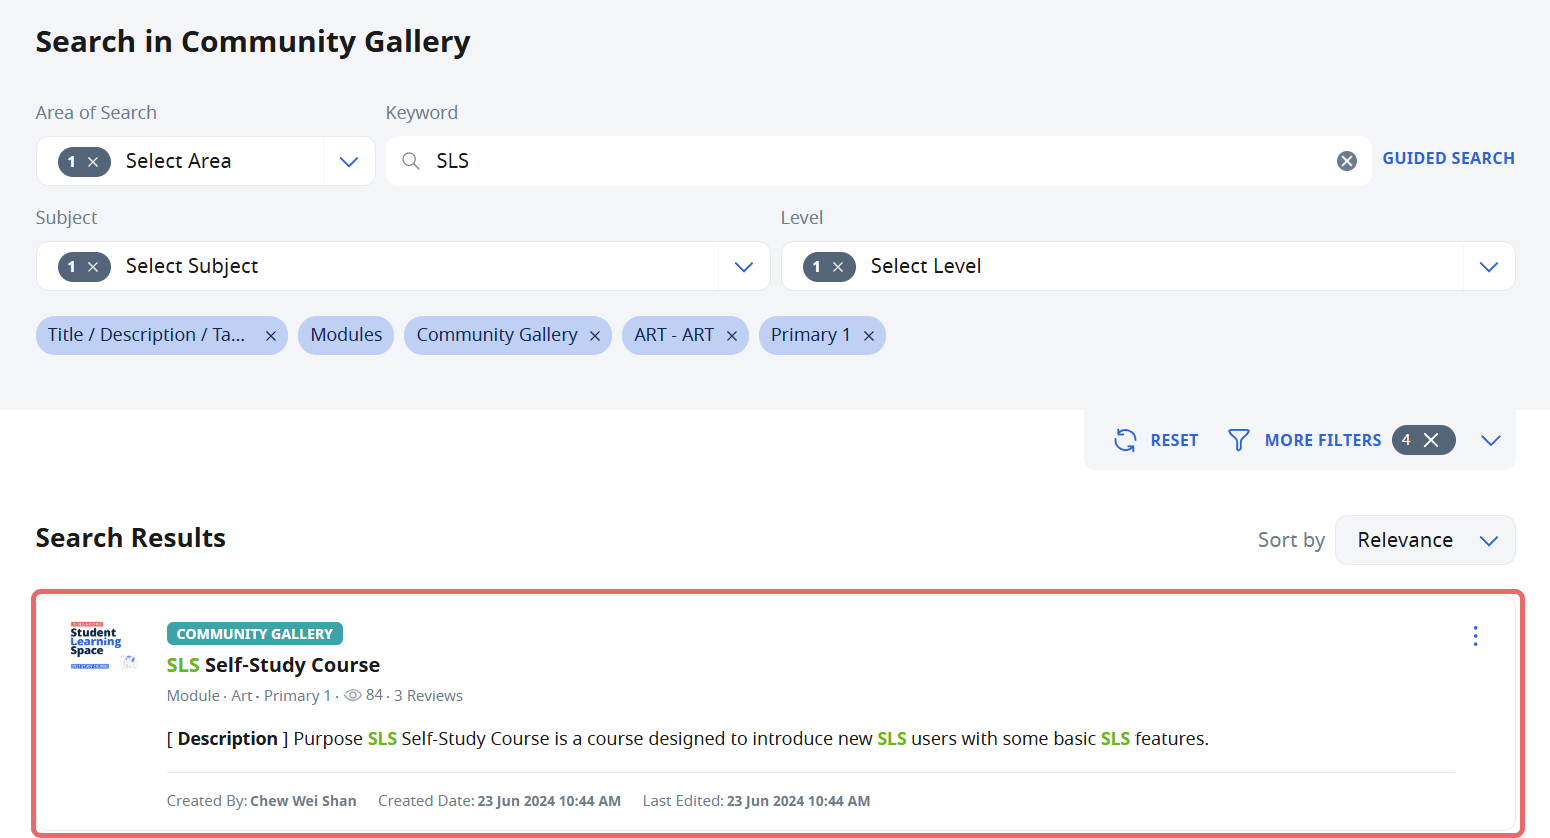 Search in Community Gallery
Area of Search
Keyword
1 × Select Area
SLS
GUIDED SEARCH
Subject
Level
1 × Select Subject
1 × Select Level
Title / Description / Ta... ×
Modules
Community Gallery ×
ART - ART ×
Primary 1 ×
RESET
MORE FILTERS
4 ×
Search Results
Sort by
Relevance
Student
Learning
Space
COMMUNITY GALLERY
SLS Self-Study Course
Module · Art · Primary 1 · 84 · 3 Reviews
[ Description ] Purpose SLS Self-Study Course is a course designed to introduce new SLS users with some basic SLS features.
Created By: Chew Wei Shan Created Date: 23 Jun 2024 10:44 AM Last Edited: 23 Jun 2024 10:44 AM